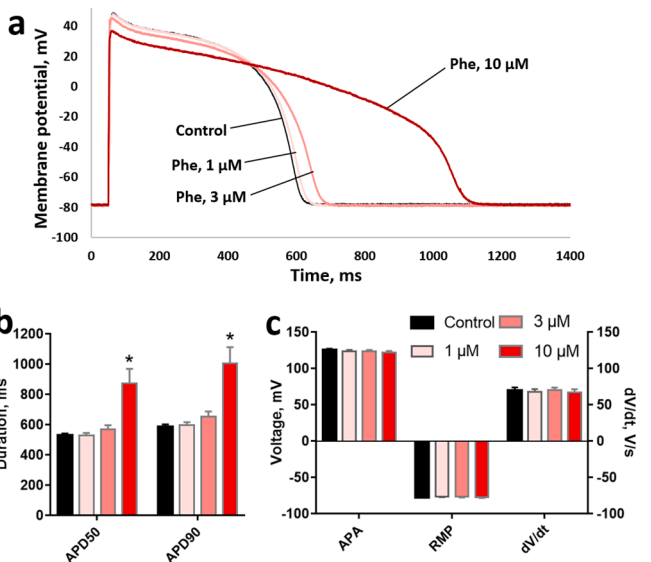 a
Membrane potential, mV
40
20
0
-20
-40
-60
-80
-100
Control
Phe, 1 µM
Phe, 3 µM
Phe, 10 µM
0 200 400 600 800 1000 1200 1400
Time, ms
b
Duration, ms
1200
1000
800
600
400
200
0
* *
APD50 APD90
c
Control 3 µM
1 µM 10 µM
Voltage, mV
150
100
50
0
-50
-100
150
100
50
0
-50
-100
dV/dt, V/s
APA RMP dV/dt